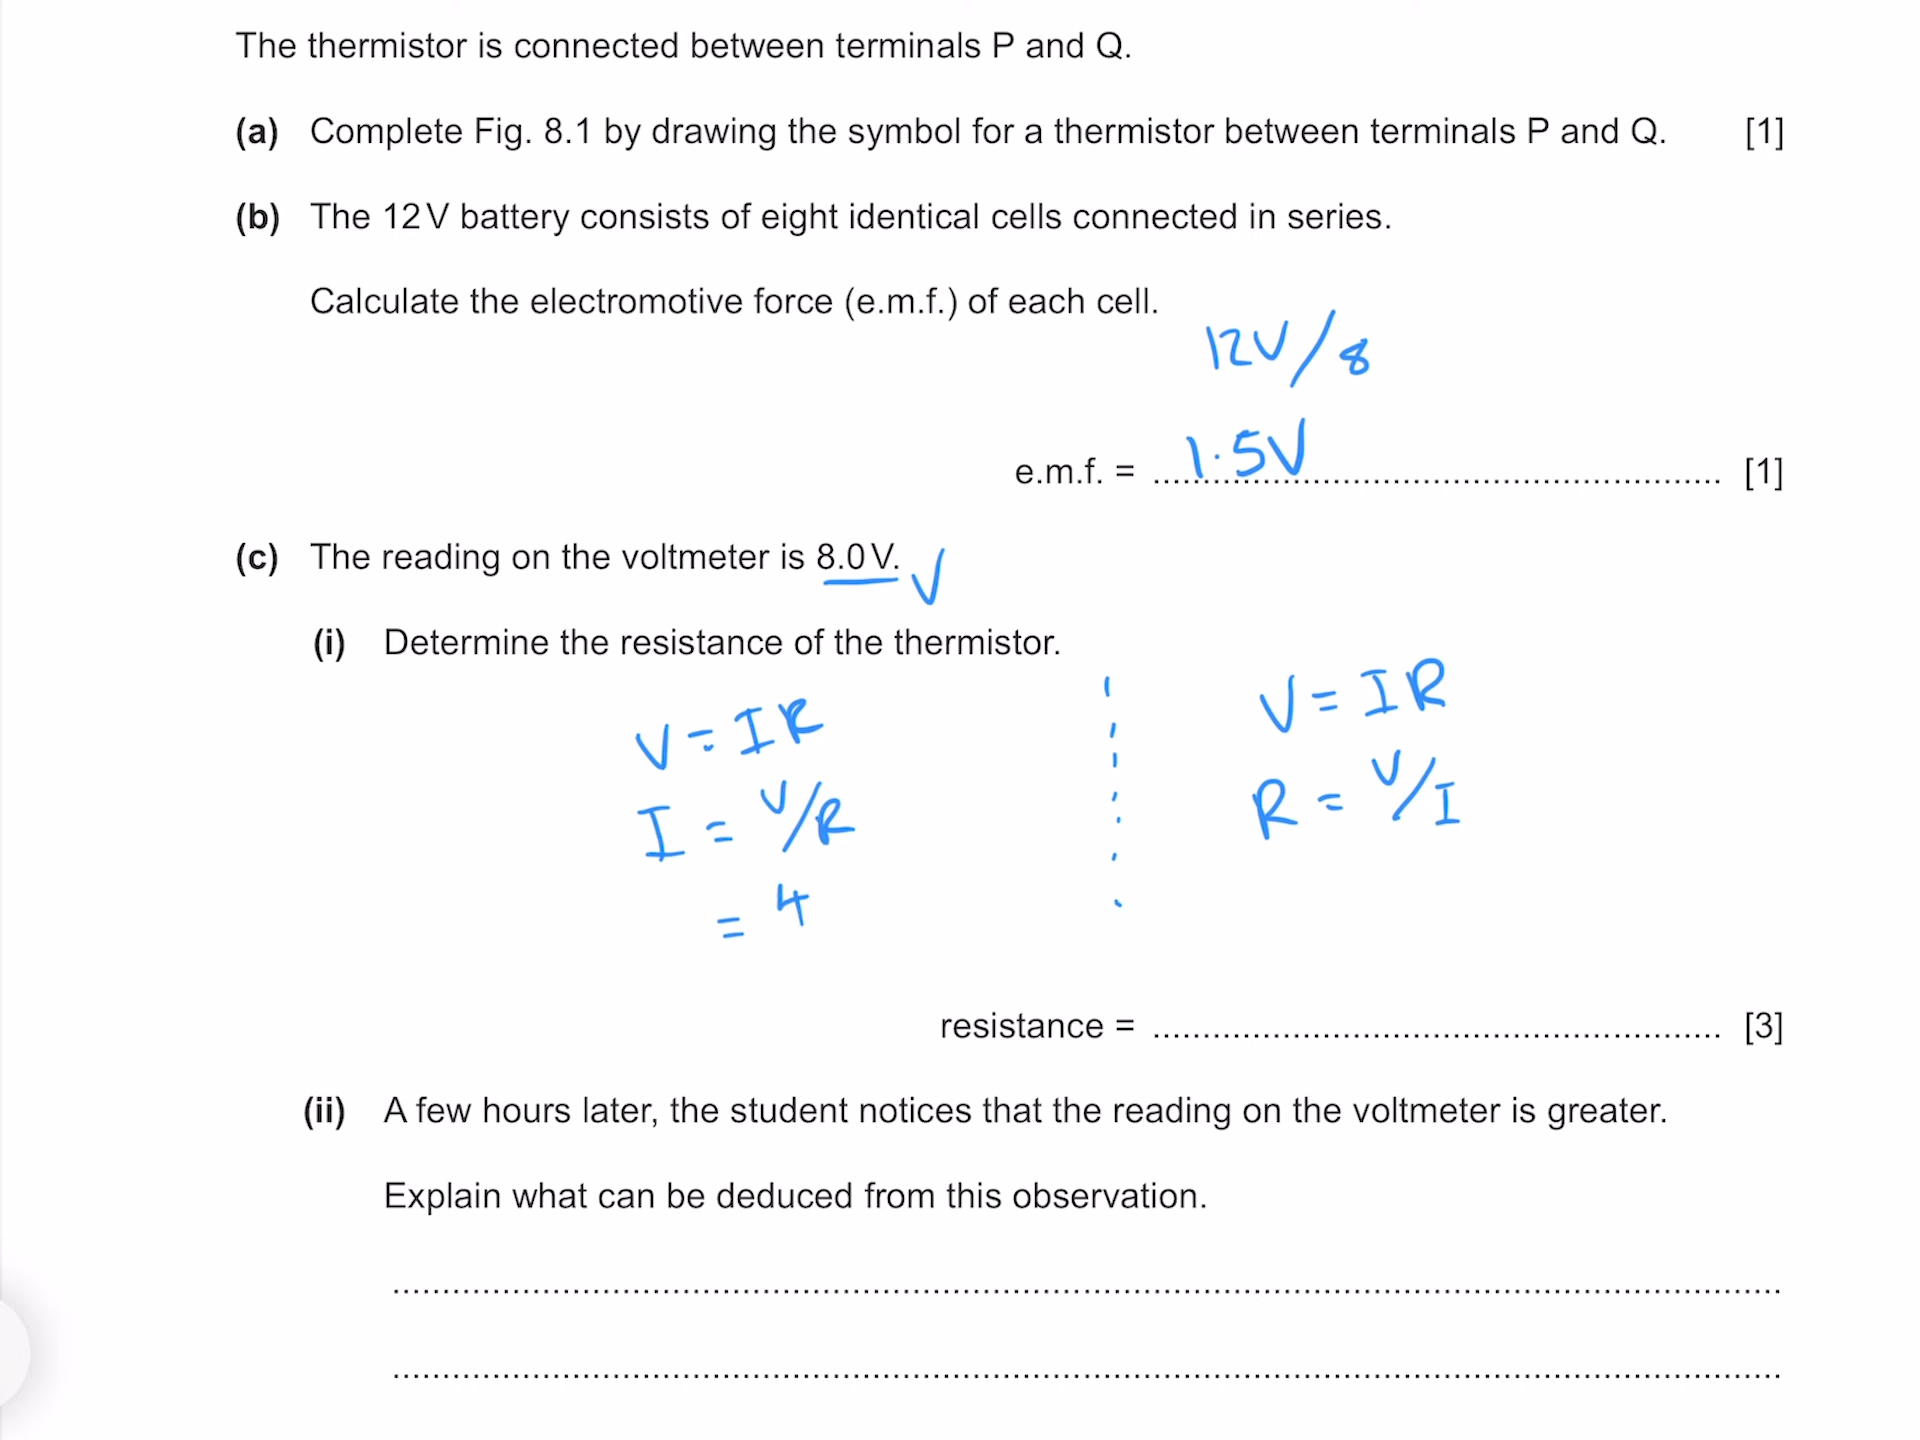 The thermistor is connected between terminals P and Q.
(a) Complete Fig. 8.1 by drawing the symbol for a thermistor between terminals P and Q. [1]
(b) The 12 V battery consists of eight identical cells connected in series.
Calculate the electromotive force (e.m.f.) of each cell.
12V/8
e.m.f. = 1.5V [1]
(c) The reading on the voltmeter is 8.0 V. V
(i) Determine the resistance of the thermistor.
V = IR V = IR
I = V/R R = V/I
= 4
resistance = ........................................................ [3]
(ii) A few hours later, the student notices that the reading on the voltmeter is greater.
Explain what can be deduced from this observation.